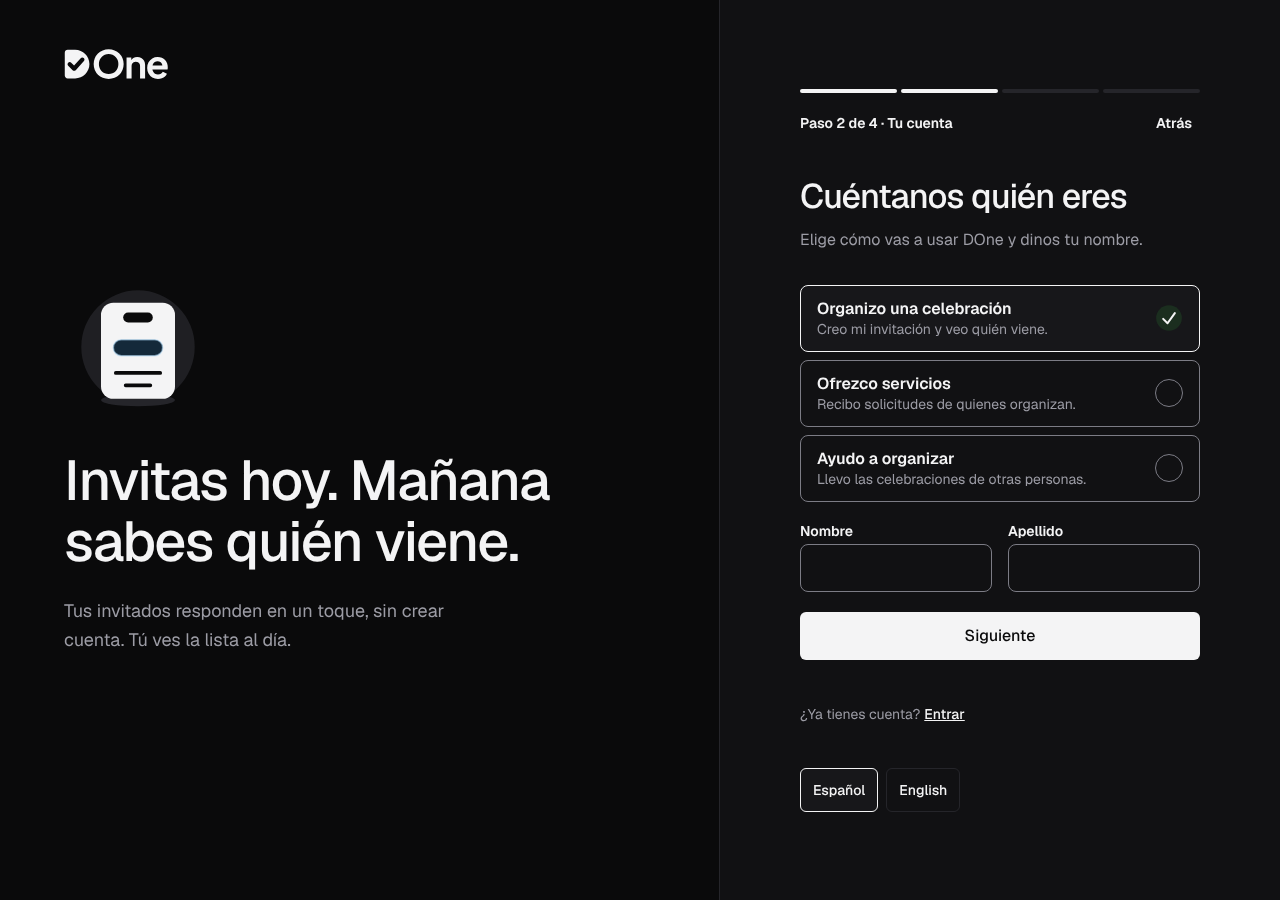 DOne
Invitas hoy. Mañana
sabes quién viene.
Tus invitados responden en un toque, sin crear
cuenta. Tú ves la lista al día.
Paso 2 de 4 · Tu cuenta
Atrás
Cuéntanos quién eres
Elige cómo vas a usar DOne y dinos tu nombre.
Organizo una celebración
Creo mi invitación y veo quién viene.
Ofrezco servicios
Recibo solicitudes de quienes organizan.
Ayudo a organizar
Llevo las celebraciones de otras personas.
Nombre
Apellido
Siguiente
¿Ya tienes cuenta? Entrar
Español
English